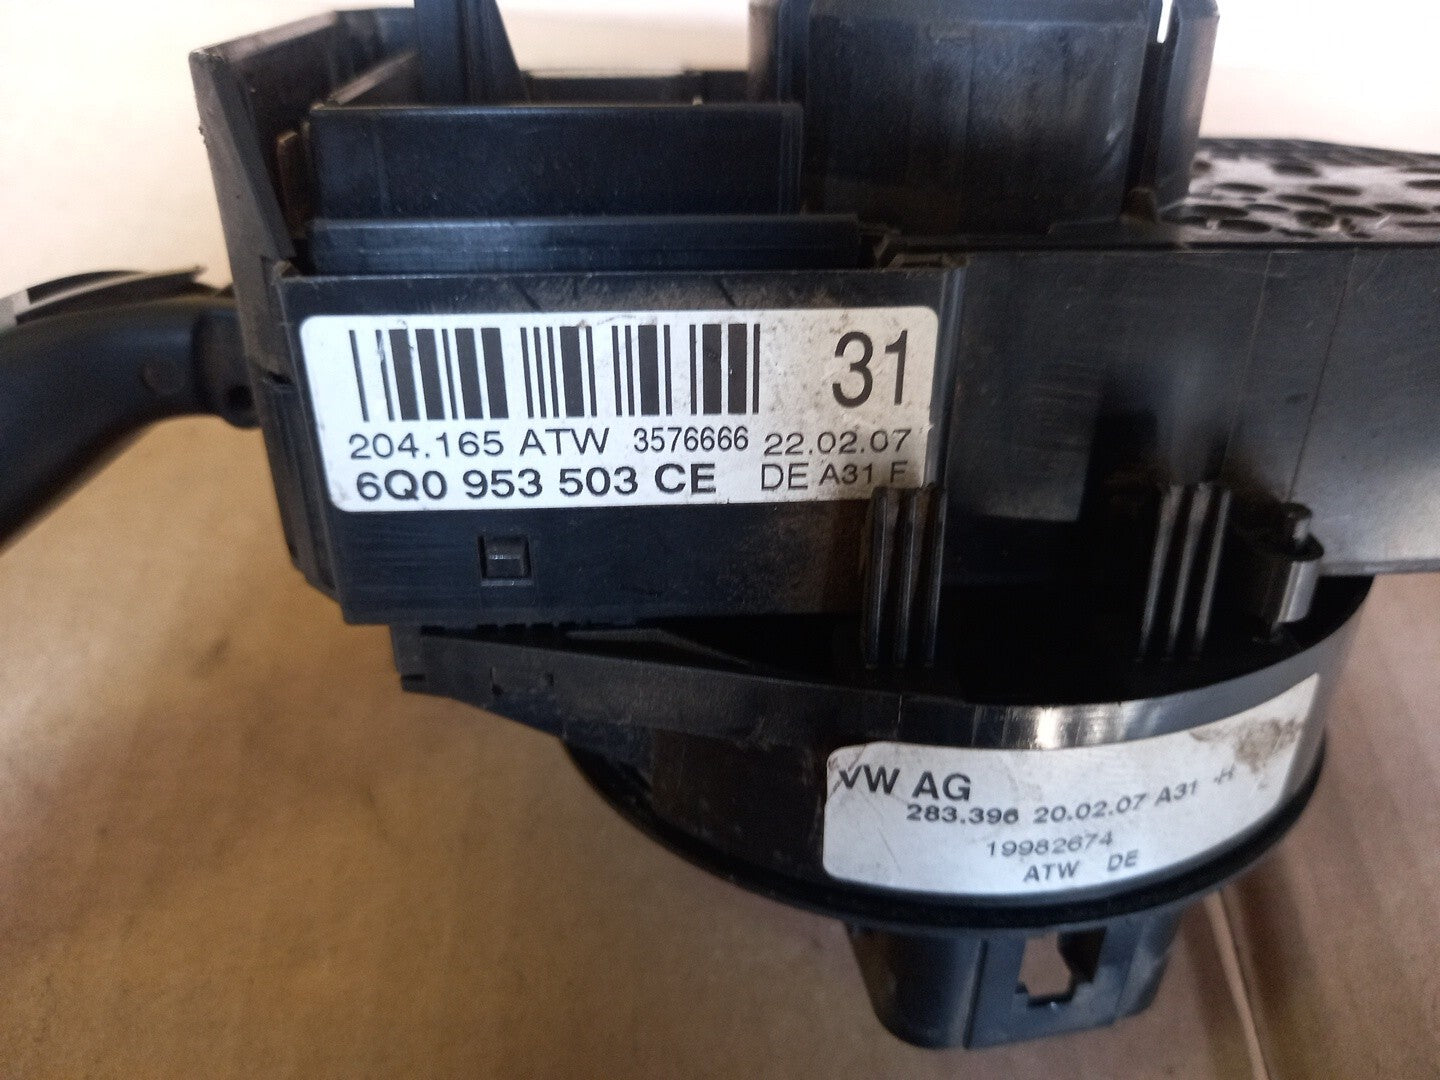 31
204.165 ATW 3576666 22.02.07
6Q0 953 503 CE DE A31 F
VW AG
283.396 20.02.07 A31 H
19982674
ATW DE